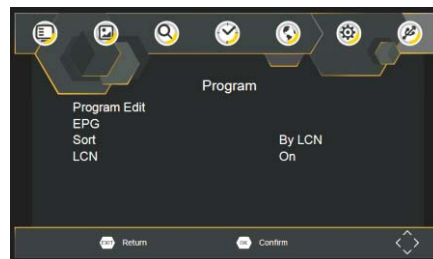 Program
Program Edit
EPG
Sort By LCN
LCN On
EXIT Return OK Confirm